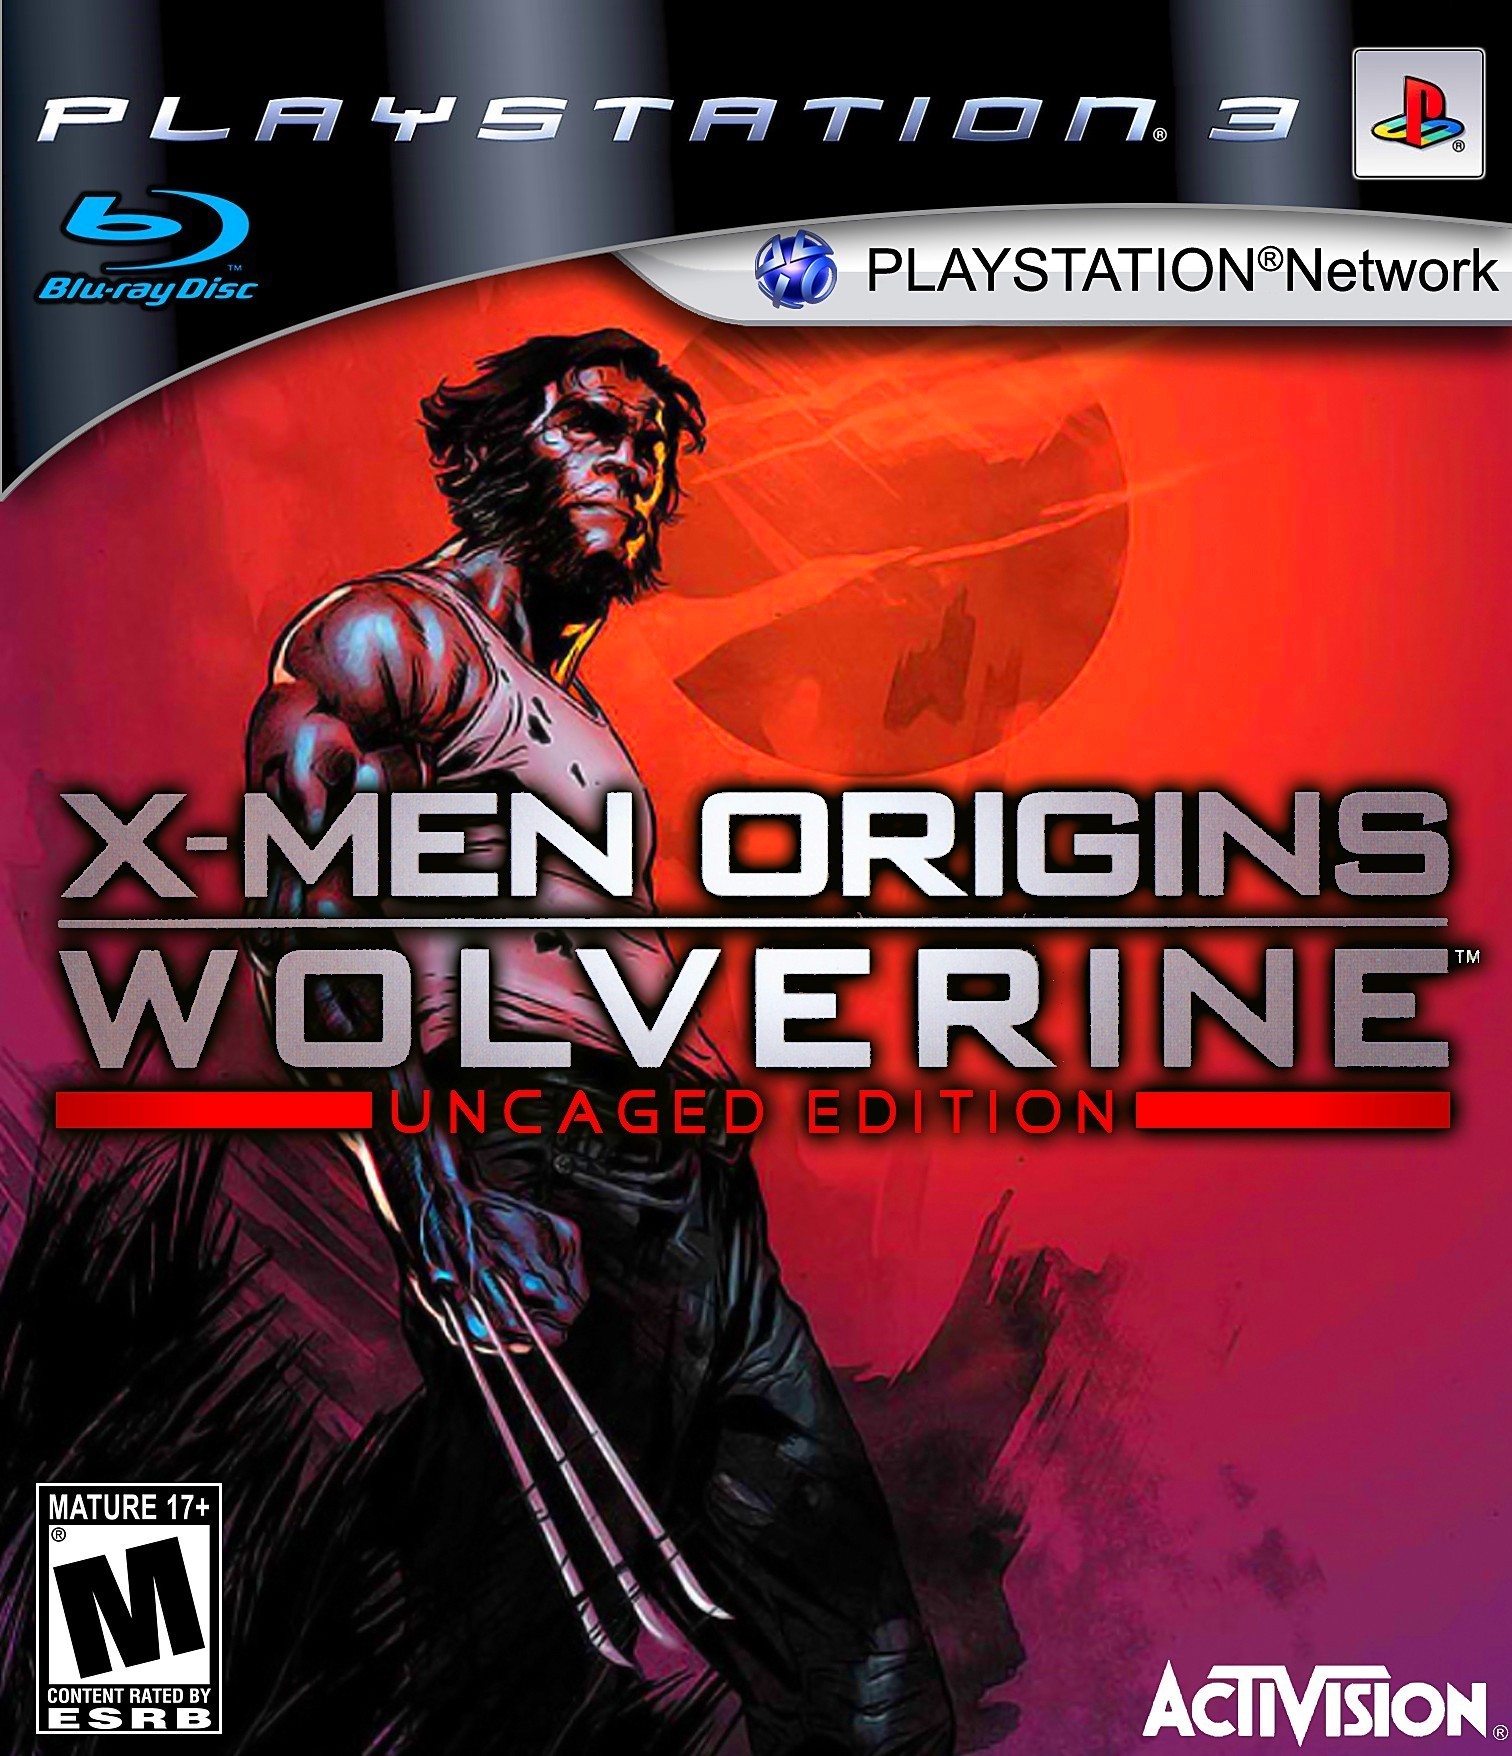 PLAYSTATION® 3
Blu-ray Disc™
PLAYSTATION®Network
X-MEN ORIGINS
WOLVERINE™
UNCAGED EDITION
MATURE 17+
®
M
CONTENT RATED BY
ESRB
ACTIVISION®